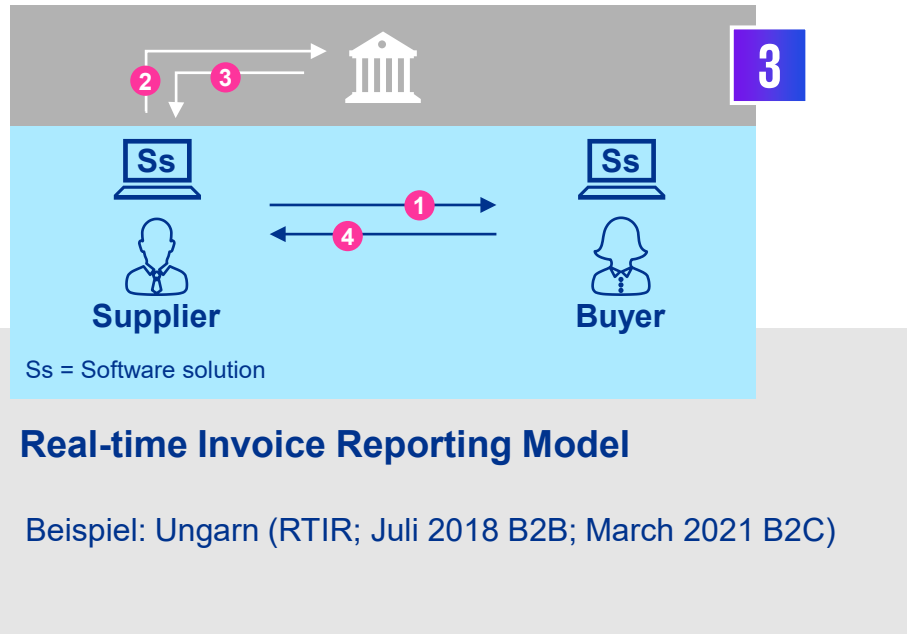 2
3
3
Ss
Ss
1
4
Supplier
Buyer
Ss = Software solution
Real-time Invoice Reporting Model
Beispiel: Ungarn (RTIR; Juli 2018 B2B; March 2021 B2C)